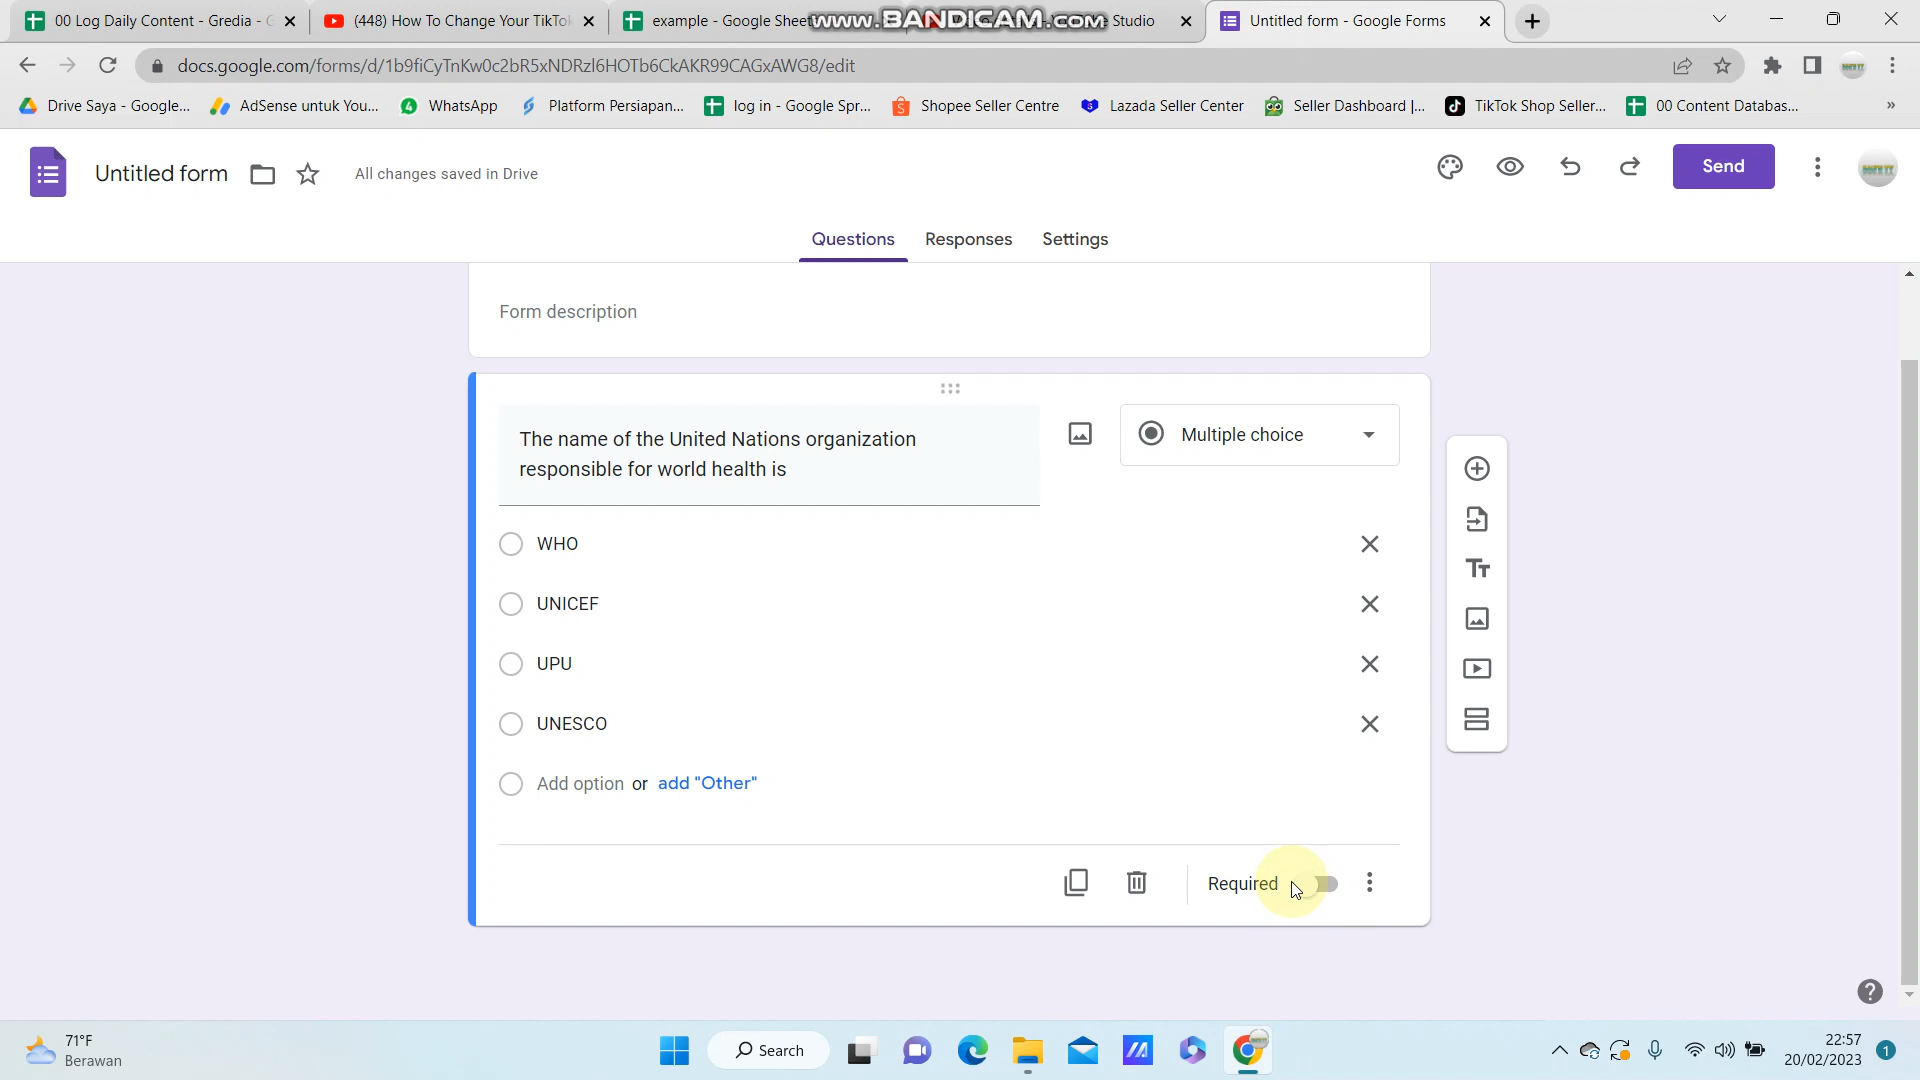 00 Log Daily Content - Gredia - G
(448) How To Change Your TikTo
example - Google Sheet
www.BANDICAM.com
Studio
Untitled form - Google Forms
docs.google.com/forms/d/1b9fiCyTnKw0c2bR5xNDRzl6HOTb6CkAKR99CAGxAWG8/edit
Drive Saya - Google...
AdSense untuk You...
WhatsApp
Platform Persiapan...
log in - Google Spr...
Shopee Seller Centre
Lazada Seller Center
Seller Dashboard |...
TikTok Shop Seller...
00 Content Databas...
Untitled form
All changes saved in Drive
Send
Questions
Responses
Settings
Form description
The name of the United Nations organization
responsible for world health is
Multiple choice
WHO
UNICEF
UPU
UNESCO
Add option or add "Other"
Required
71°F
Berawan
Search
22:57
20/02/2023
1